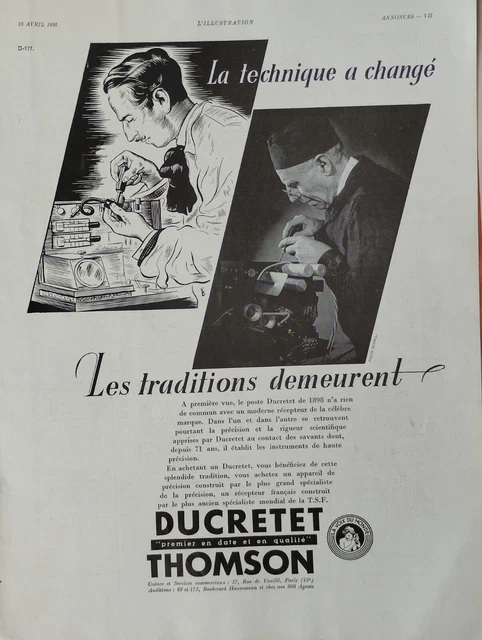 L'ILLUSTRATION
ANNONCES — VII
D-177.
La technique a changé
Les traditions demeurent
A première vue, le poste Ducretet de 1898 n'a rien
de commun avec un moderne récepteur de la célèbre
marque. Dans l'un et dans l'autre se retrouvent
pourtant la précision et la rigueur scientifique
apprises par Ducretet au contact des savants dont,
depuis 71 ans, il établit les instruments de haute
précision.
En achetant un Ducretet, vous bénéficiez de cette
splendide tradition, vous achetez un appareil de
précision construit par le plus grand spécialiste
de la précision, un récepteur français construit
par le plus ancien spécialiste mondial de la T.S.F.
DUCRETET
"premier en date et en qualité"
THOMSON
LA VOIX DU MONDE
Usines et Services commerciaux : 37, Rue de Vouillé, Paris (15e)
Auditions : 89 et 173, Boulevard Haussmann et chez nos 800 Agents